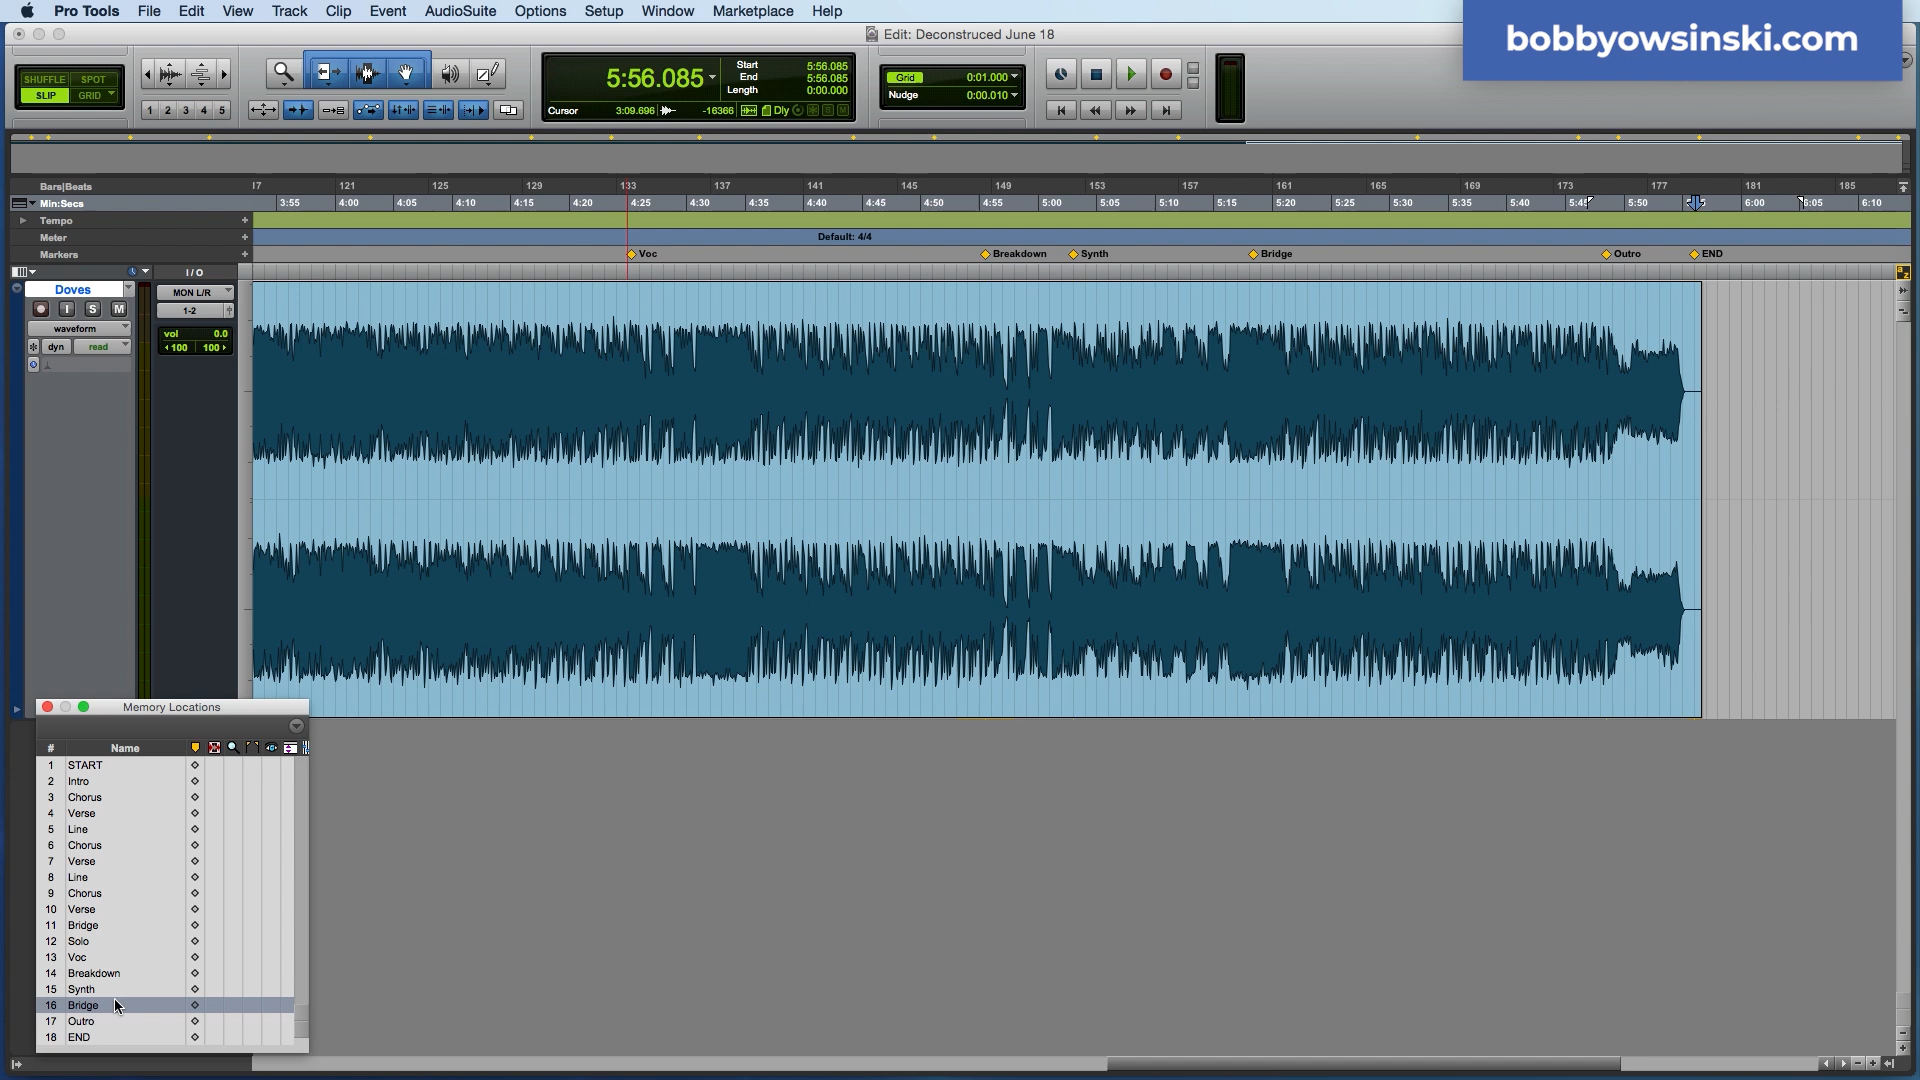 Pro Tools File Edit View Track Clip Event AudioSuite Options Setup Window Marketplace Help
Edit: Deconstruced June 18
bobbyowsinski.com
SHUFFLE SPOT
SLIP GRID
1 2 3 4 5
5:56.085
Start 5:56.085
End 5:56.085
Length 0:00.000
Cursor 3:09.696 -16366 Dly
Grid 0:01.000
Nudge 0:00.010
Bars|Beats 121 125 129 133 137 141 145 149 153 157 161 165 169 173 177 181 185
Min:Secs 3:55 4:00 4:05 4:10 4:15 4:20 4:25 4:30 4:35 4:40 4:45 4:50 4:55 5:00 5:05 5:10 5:15 5:20 5:25 5:30 5:35 5:40 5:45 5:50 6:00 6:05 6:10
Tempo
Meter Default: 4/4
Markers Voc Breakdown Synth Bridge Outro END
I/O
Doves MON L/R
I S M 1-2
waveform vol 0.0
dyn read 100 100
Memory Locations
# Name
1 START
2 Intro
3 Chorus
4 Verse
5 Line
6 Chorus
7 Verse
8 Line
9 Chorus
10 Verse
11 Bridge
12 Solo
13 Voc
14 Breakdown
15 Synth
16 Bridge
17 Outro
18 END